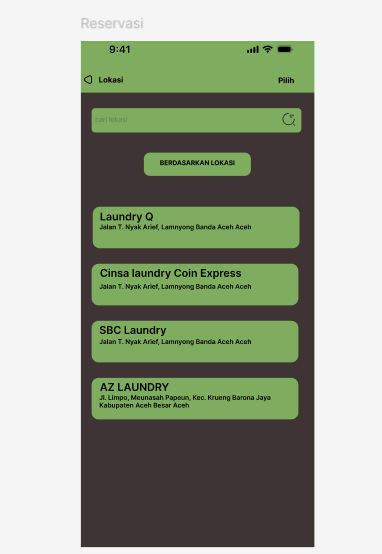 Reservasi
9:41
Lokasi
Pilih
cari lokasi
BERDASARKAN LOKASI
Laundry Q
Jalan T. Nyak Arief, Lamnyong Banda Aceh Aceh
Cinsa laundry Coin Express
Jalan T. Nyak Arief, Lamnyong Banda Aceh Aceh
SBC Laundry
Jalan T. Nyak Arief, Lamnyong Banda Aceh Aceh
AZ LAUNDRY
Jl. Limpo, Meunasah Papeun, Kec. Krueng Barona Jaya
Kabupaten Aceh Besar Aceh